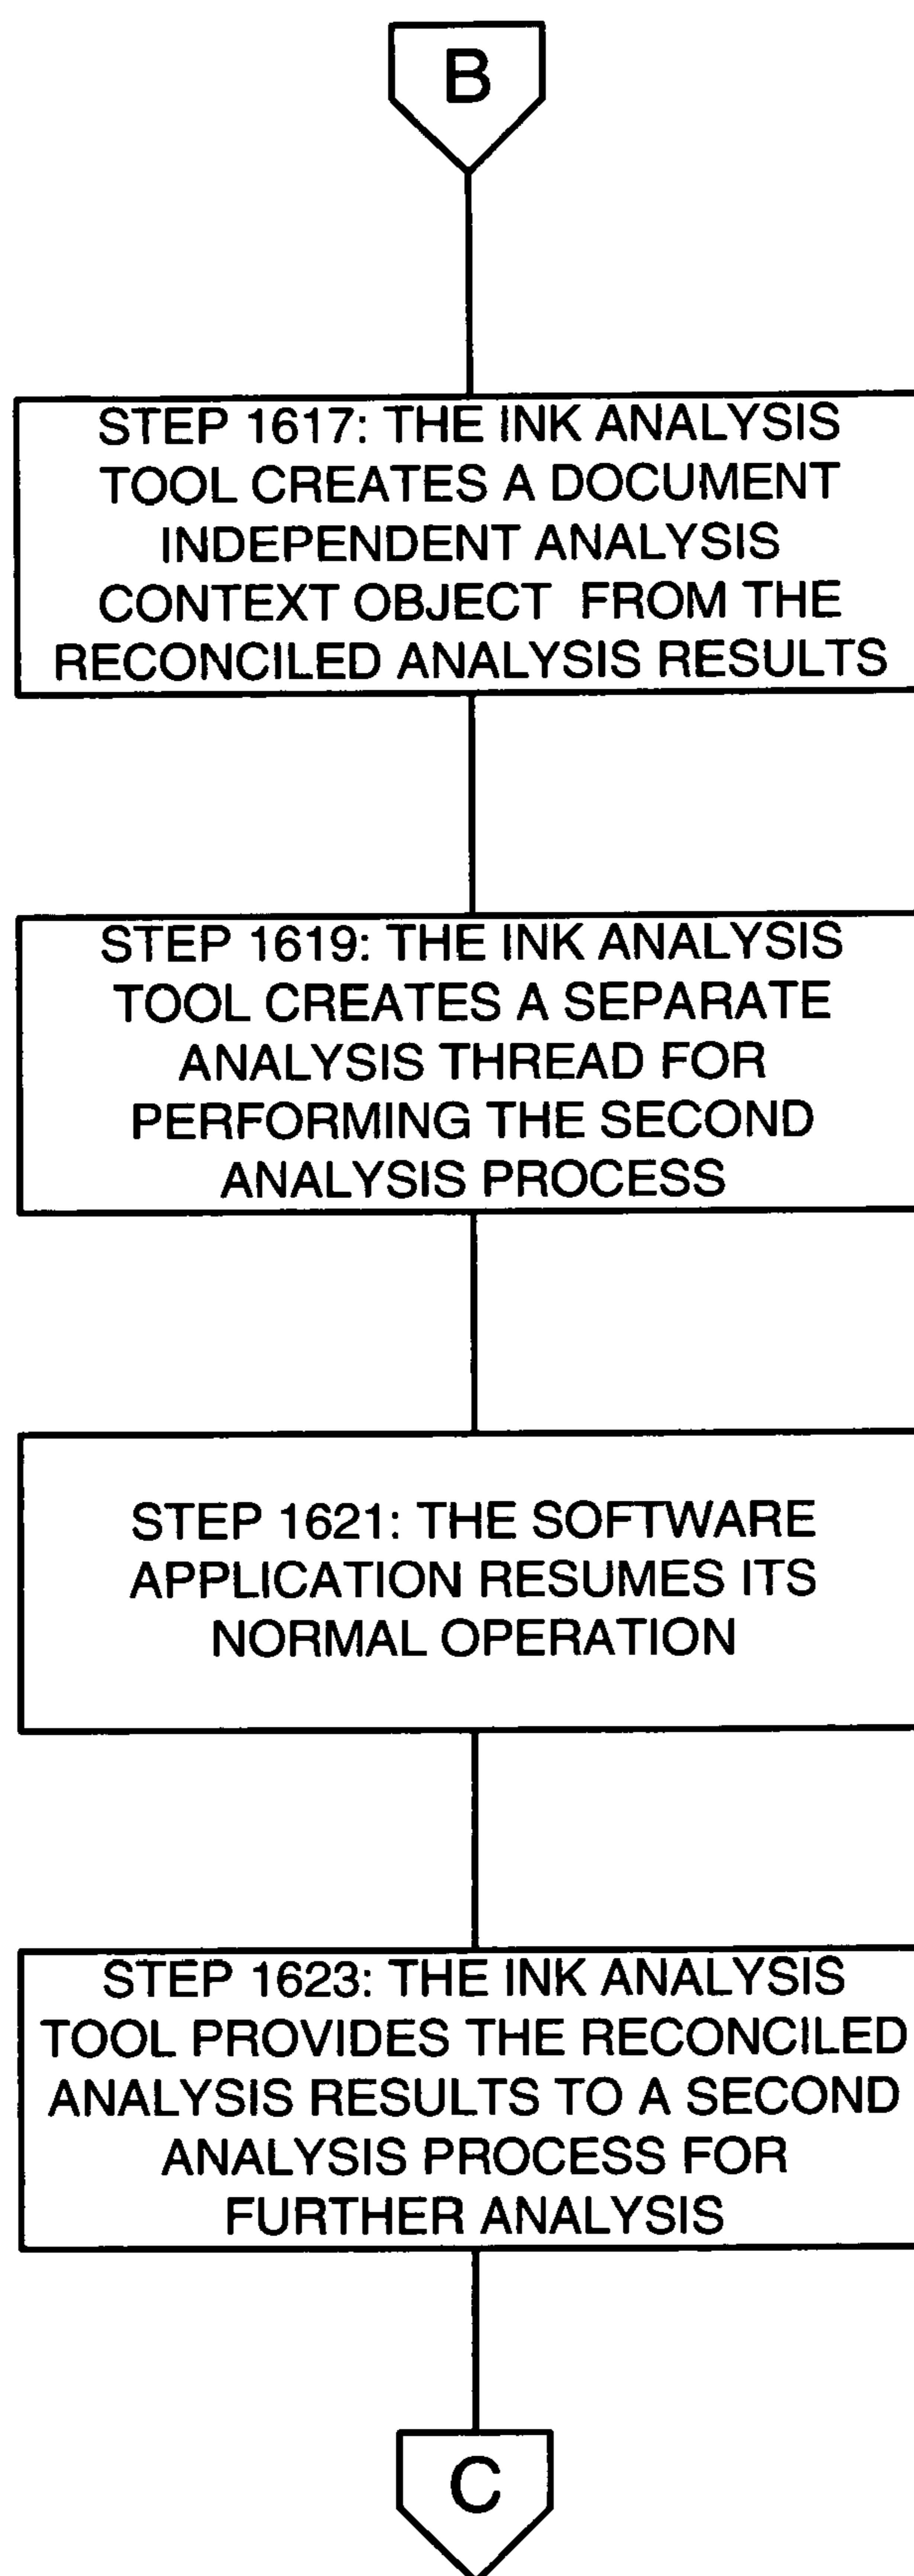 B
STEP 1617: THE INK ANALYSIS
TOOL CREATES A DOCUMENT
INDEPENDENT ANALYSIS
CONTEXT OBJECT FROM THE
RECONCILED ANALYSIS RESULTS
STEP 1619: THE INK ANALYSIS
TOOL CREATES A SEPARATE
ANALYSIS THREAD FOR
PERFORMING THE SECOND
ANALYSIS PROCESS
STEP 1621: THE SOFTWARE
APPLICATION RESUMES ITS
NORMAL OPERATION
STEP 1623: THE INK ANALYSIS
TOOL PROVIDES THE RECONCILED
ANALYSIS RESULTS TO A SECOND
ANALYSIS PROCESS FOR
FURTHER ANALYSIS
C